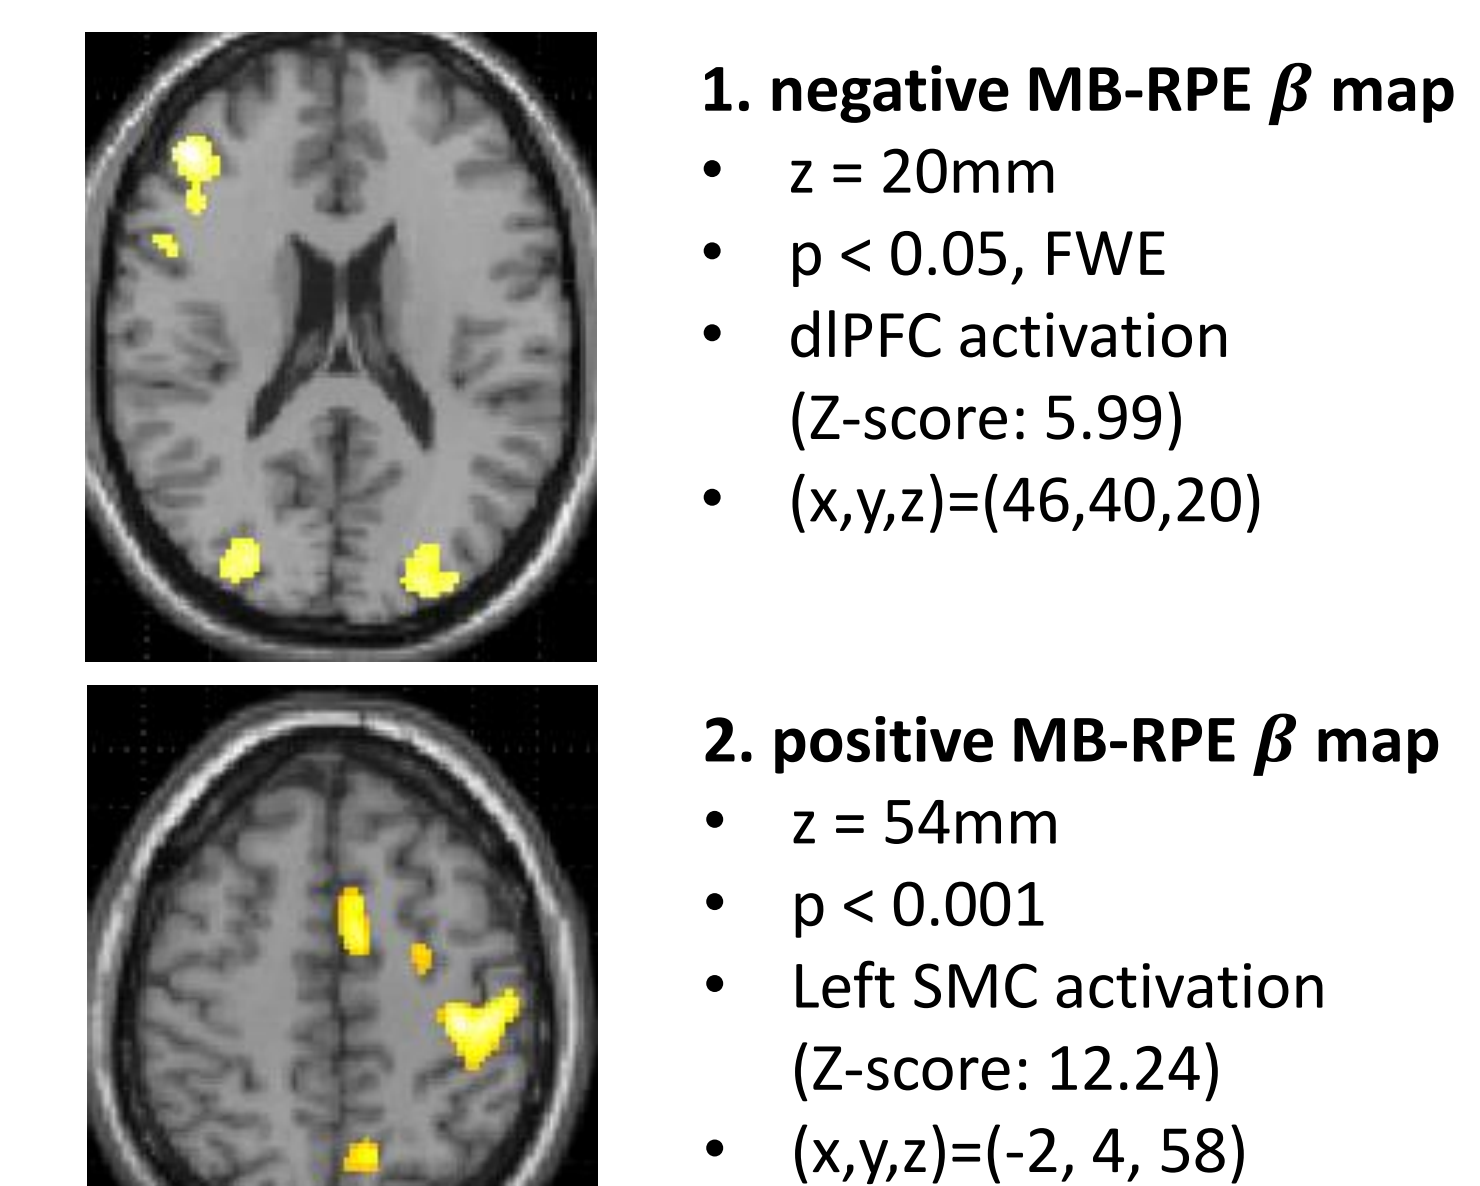 1. negative MB-RPE β map
• z = 20mm
• p < 0.05, FWE
• dlPFC activation
(Z-score: 5.99)
• (x,y,z)=(46,40,20)
2. positive MB-RPE β map
• z = 54mm
• p < 0.001
• Left SMC activation
(Z-score: 12.24)
• (x,y,z)=(-2, 4, 58)